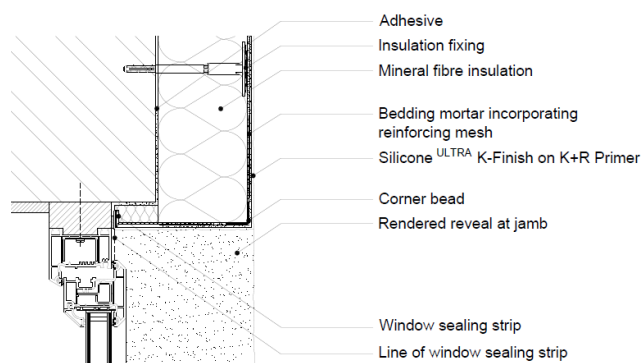 Adhesive
Insulation fixing
Mineral fibre insulation
Bedding mortar incorporating
reinforcing mesh
Silicone ULTRA K-Finish on K+R Primer
Corner bead
Rendered reveal at jamb
Window sealing strip
Line of window sealing strip